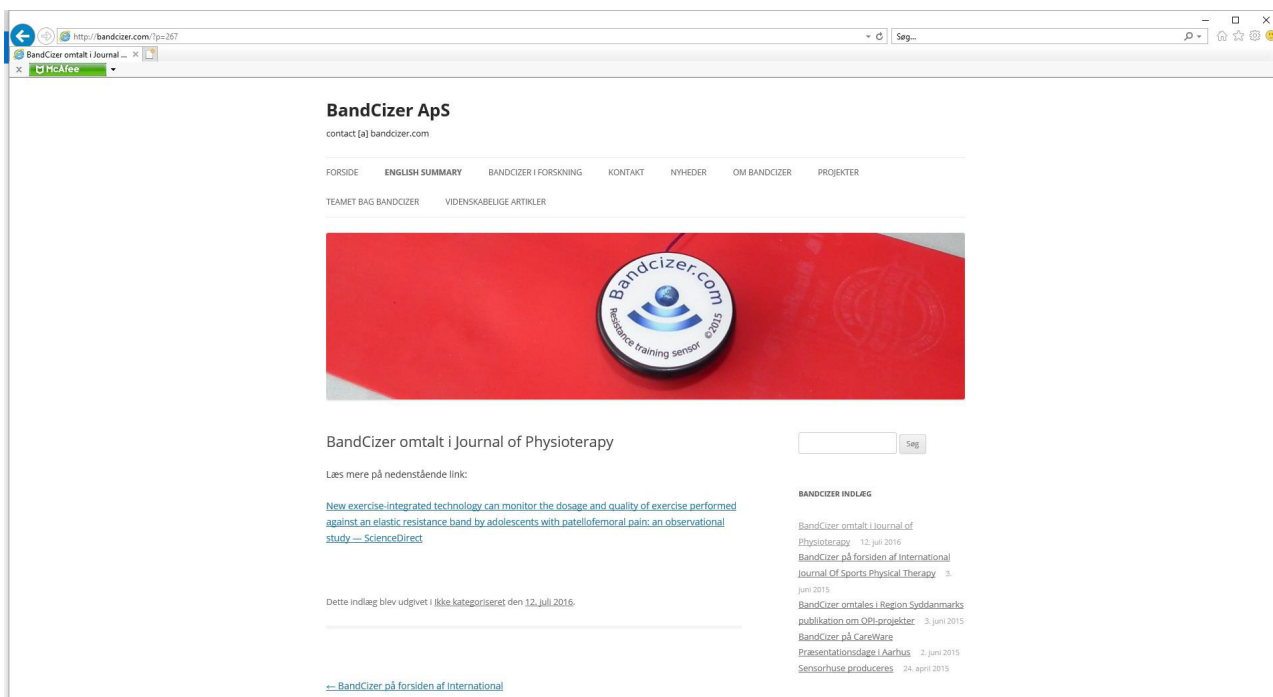 http://bandcizer.com/?p=267
Søg...
BandCizer omtalt i Journal ...
McAfee
BandCizer ApS
contact [a] bandcizer.com
FORSIDE ENGLISH SUMMARY BANDCIZER I FORSKNING KONTAKT NYHEDER OM BANDCIZER PROJEKTER
TEAMET BAG BANDCIZER VIDENSKABELIGE ARTIKLER
Bandcizer.com
Resistance training sensor ©2015
BandCizer omtalt i Journal of Physioterapy
Læs mere på nedenstående link:
New exercise-integrated technology can monitor the dosage and quality of exercise performed
against an elastic resistance band by adolescents with patellofemoral pain: an observational
study — ScienceDirect
Dette indlæg blev udgivet i Ikke kategoriseret den 12. juli 2016.
← BandCizer på forsiden af International
Søg
BANDCIZER INDLÆG
BandCizer omtalt i Journal of
Physioterapy 12. juli 2016
BandCizer på forsiden af International
Journal Of Sports Physical Therapy 3.
juni 2015
BandCizer omtales i Region Syddanmarks
publikation om OPI-projekter 3. juni 2015
BandCizer på CareWare
Præsentationsdage i Aarhus 2. juni 2015
Sensorhuse produceres 24. april 2015